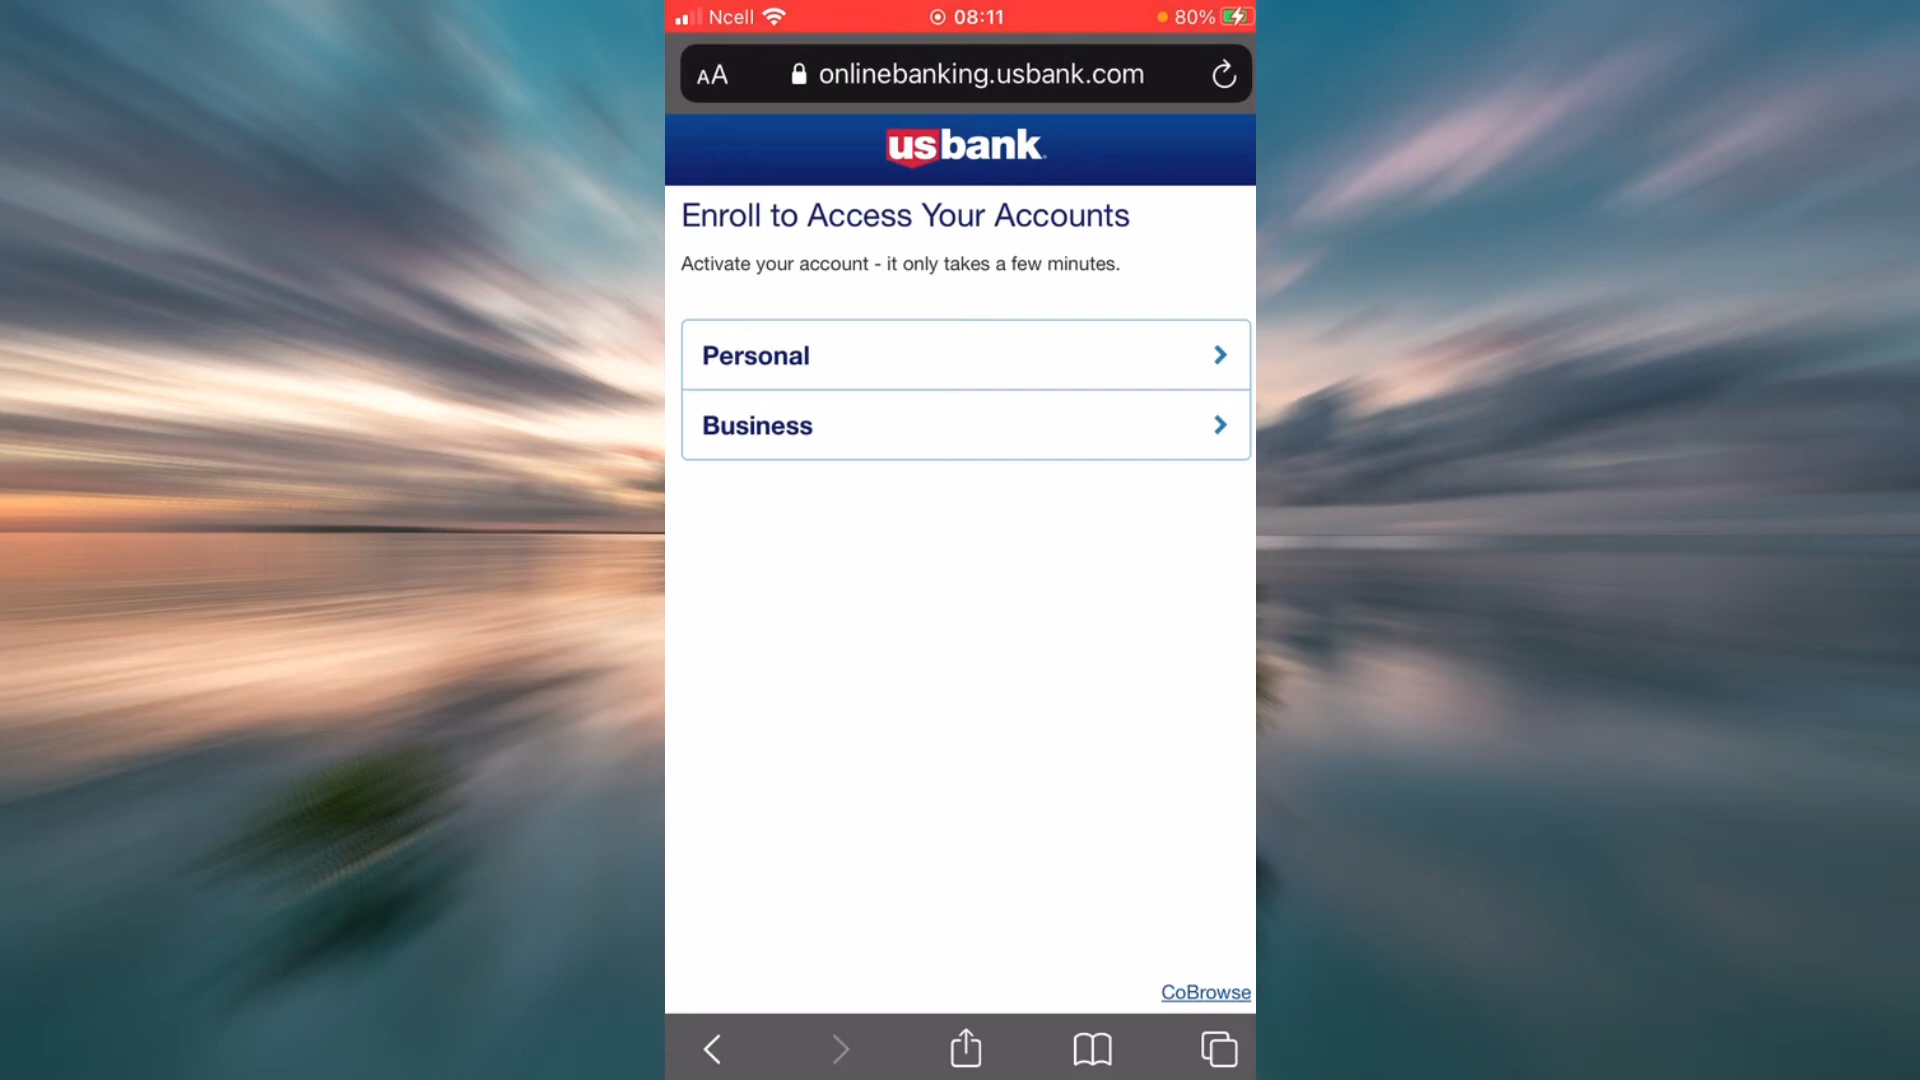 Ncell 08:11 80%
AA onlinebanking.usbank.com
usbank.
Enroll to Access Your Accounts
Activate your account - it only takes a few minutes.
Personal
Business
CoBrowse